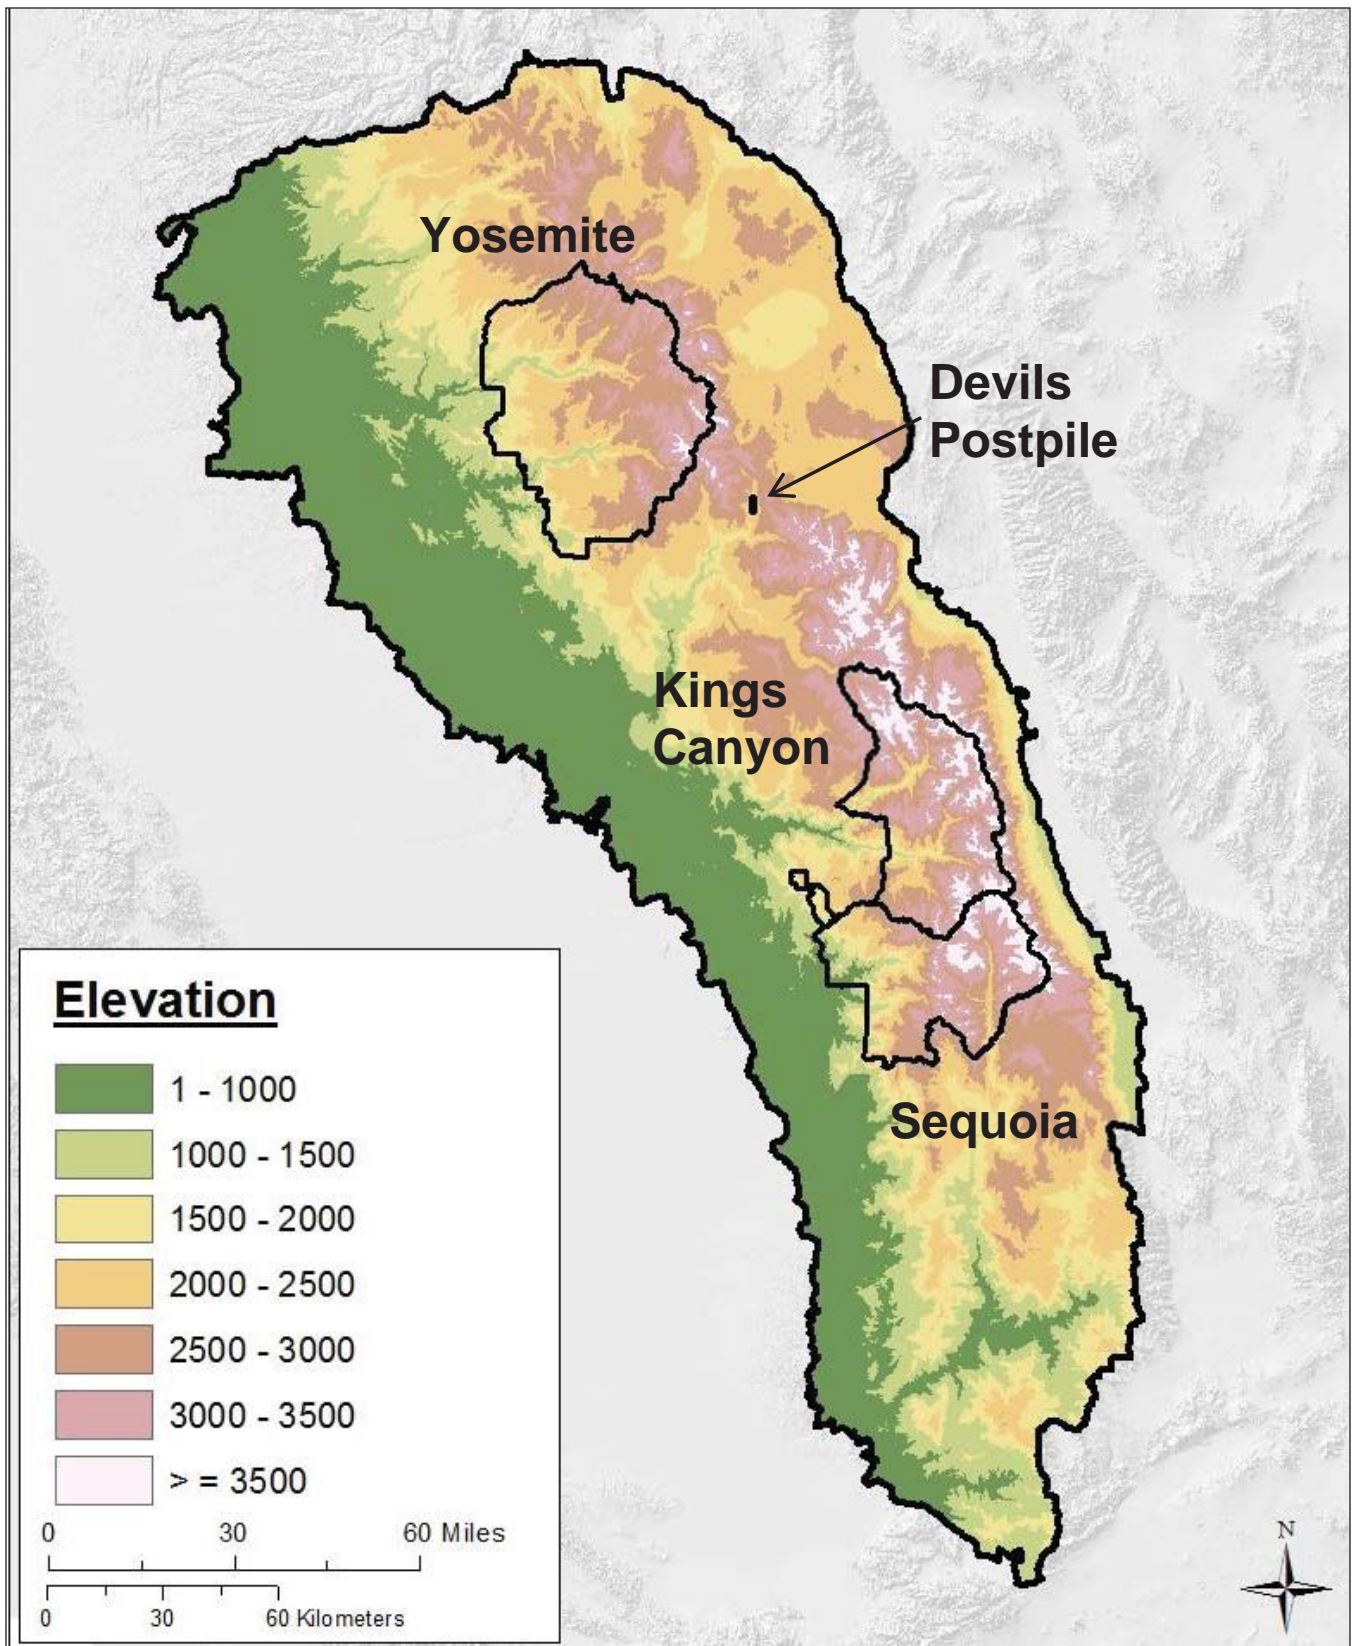 Yosemite
Devils
Postpile
Kings
Canyon
Sequoia
Elevation
1 - 1000
1000 - 1500
1500 - 2000
2000 - 2500
2500 - 3000
3000 - 3500
> = 3500
0 30 60 Miles
0 30 60 Kilometers
N